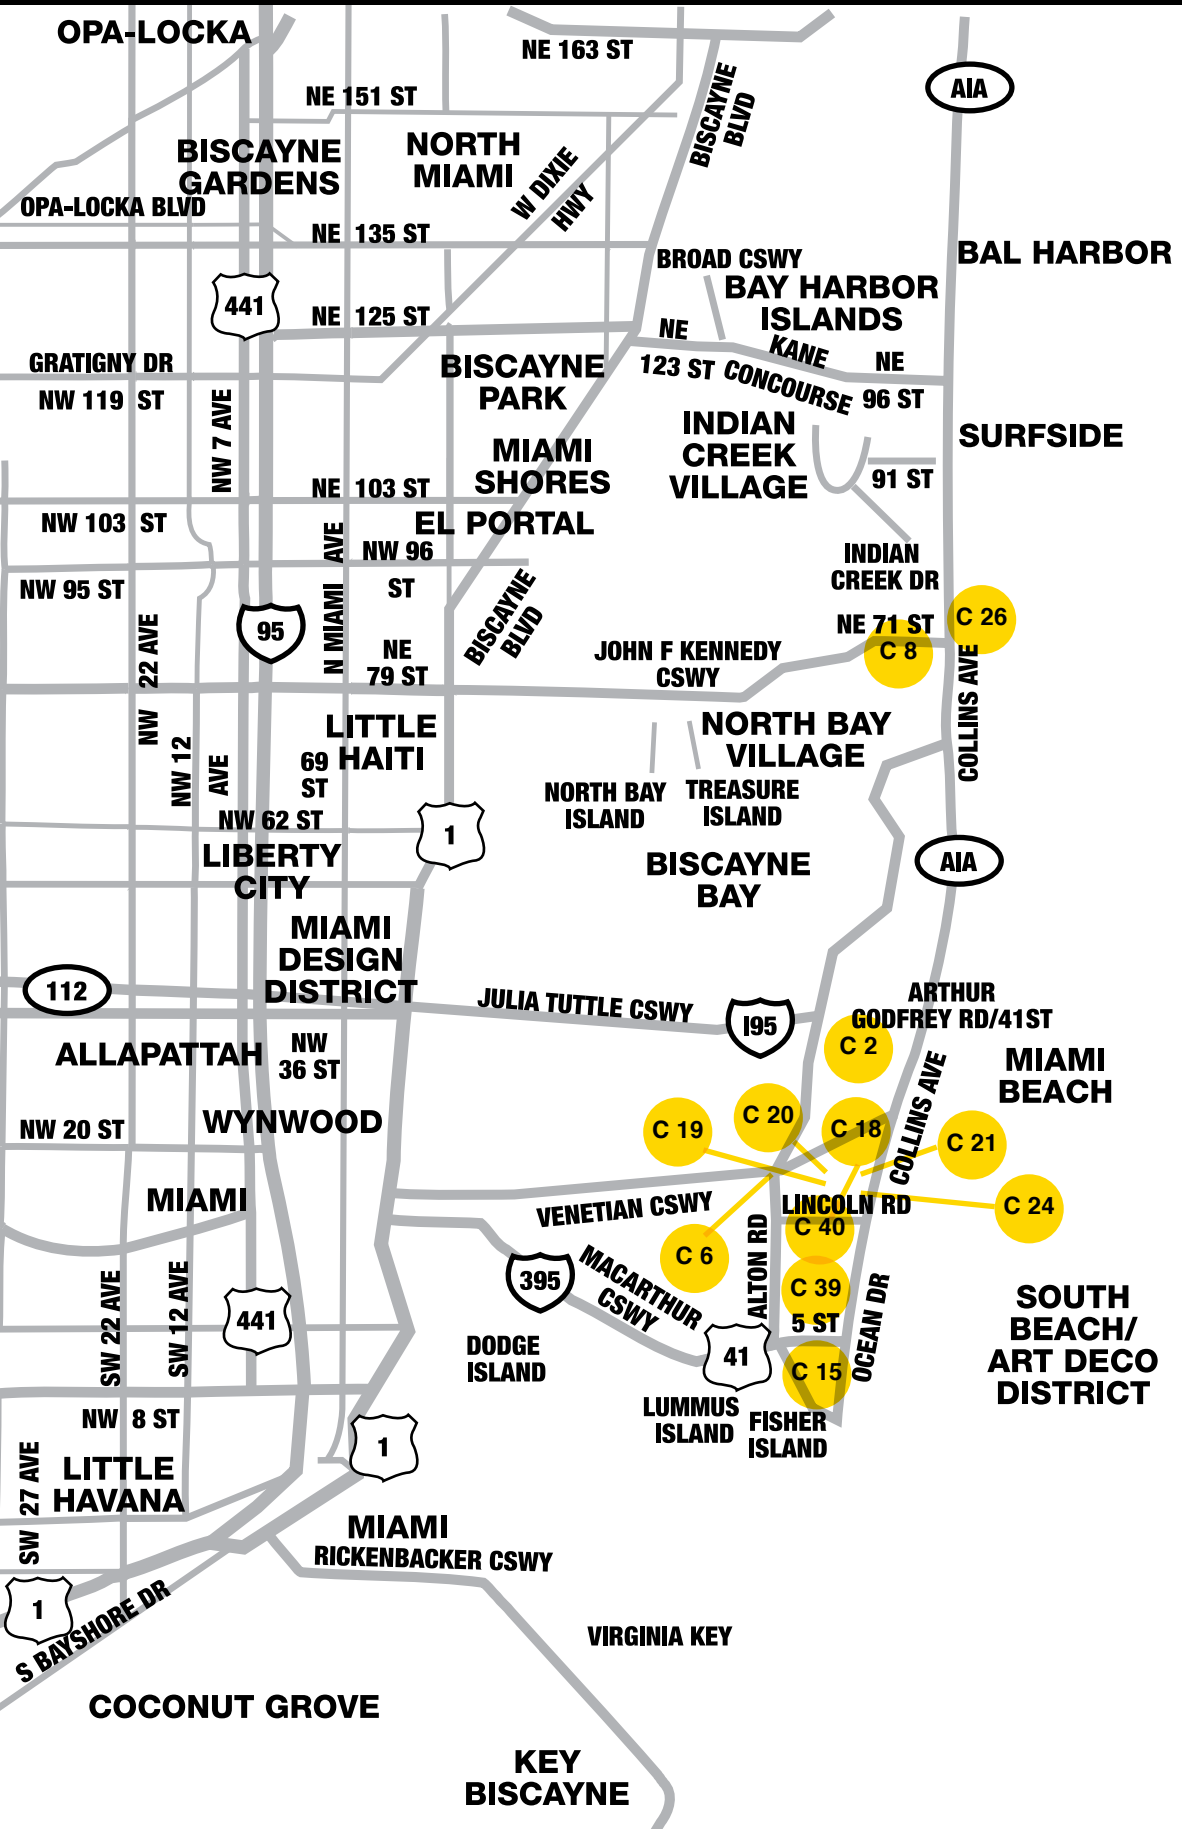 OPA-LOCKA
NE 163 ST
BISCAYNE
BLVD
AIA
NE 151 ST
BISCAYNE
GARDENS
NORTH
MIAMI
W DIXIE
HWY
OPA-LOCKA BLVD
NE 135 ST
BROAD CSWY
BAL HARBOR
BAY HARBOR
ISLANDS
441
NE 125 ST
NE
KANE
NE
123 ST
CONCOURSE
96 ST
GRATIGNY DR
NW 119 ST
BISCAYNE
PARK
NW 7 AVE
INDIAN
CREEK
VILLAGE
SURFSIDE
MIAMI
SHORES
91 ST
NE 103 ST
NW 103 ST
EL PORTAL
N MIAMI AVE
NW 96
ST
INDIAN
CREEK DR
NW 95 ST
BISCAYNE
BLVD
95
NW 22 AVE
NE 71 ST
C 26
C 8
JOHN F KENNEDY
CSWY
NE
79 ST
COLLINS AVE
LITTLE
HAITI
NORTH BAY
VILLAGE
NW 12 AVE
69
ST
NORTH BAY
ISLAND
TREASURE
ISLAND
NW 62 ST
1
LIBERTY
CITY
BISCAYNE
BAY
AIA
MIAMI
DESIGN
DISTRICT
112
JULIA TUTTLE CSWY
I95
ARTHUR
GODFREY RD/41ST
C 2
ALLAPATTAH
NW
36 ST
MIAMI
BEACH
COLLINS AVE
NW 20 ST
WYNWOOD
C 19
C 20
C 18
C 21
MIAMI
VENETIAN CSWY
LINCOLN RD
C 24
C 40
C 6
ALTON RD
395
MACARTHUR
CSWY
C 39
5 ST
OCEAN DR
SOUTH
BEACH/
ART DECO
DISTRICT
SW 22 AVE
SW 12 AVE
441
DODGE
ISLAND
41
C 15
LUMMUS
ISLAND
FISHER
ISLAND
NW 8 ST
1
SW 27 AVE
LITTLE
HAVANA
MIAMI
RICKENBACKER CSWY
1
S BAYSHORE DR
VIRGINIA KEY
COCONUT GROVE
KEY
BISCAYNE